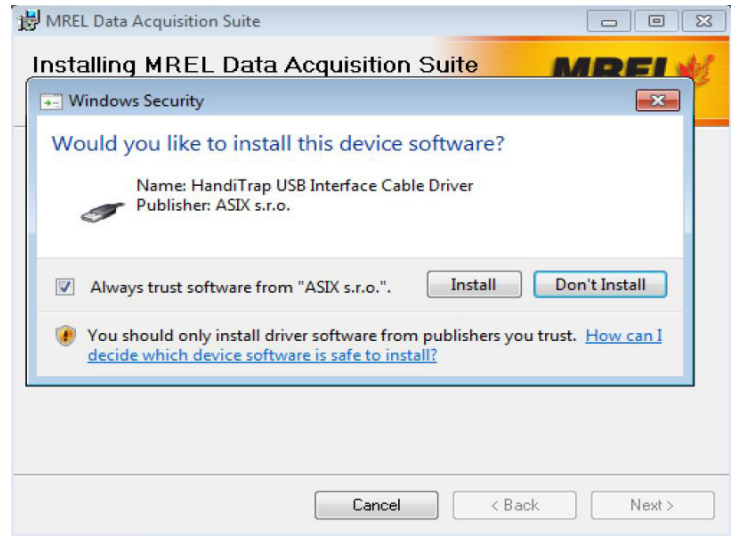 MREL Data Acquisition Suite
Installing MREL Data Acquisition Suite
MREL
Windows Security
Would you like to install this device software?
Name: HandiTrap USB Interface Cable Driver
Publisher: ASIX s.r.o.
Always trust software from "ASIX s.r.o.".
Install
Don't Install
You should only install driver software from publishers you trust. How can I
decide which device software is safe to install?
Cancel
< Back
Next >